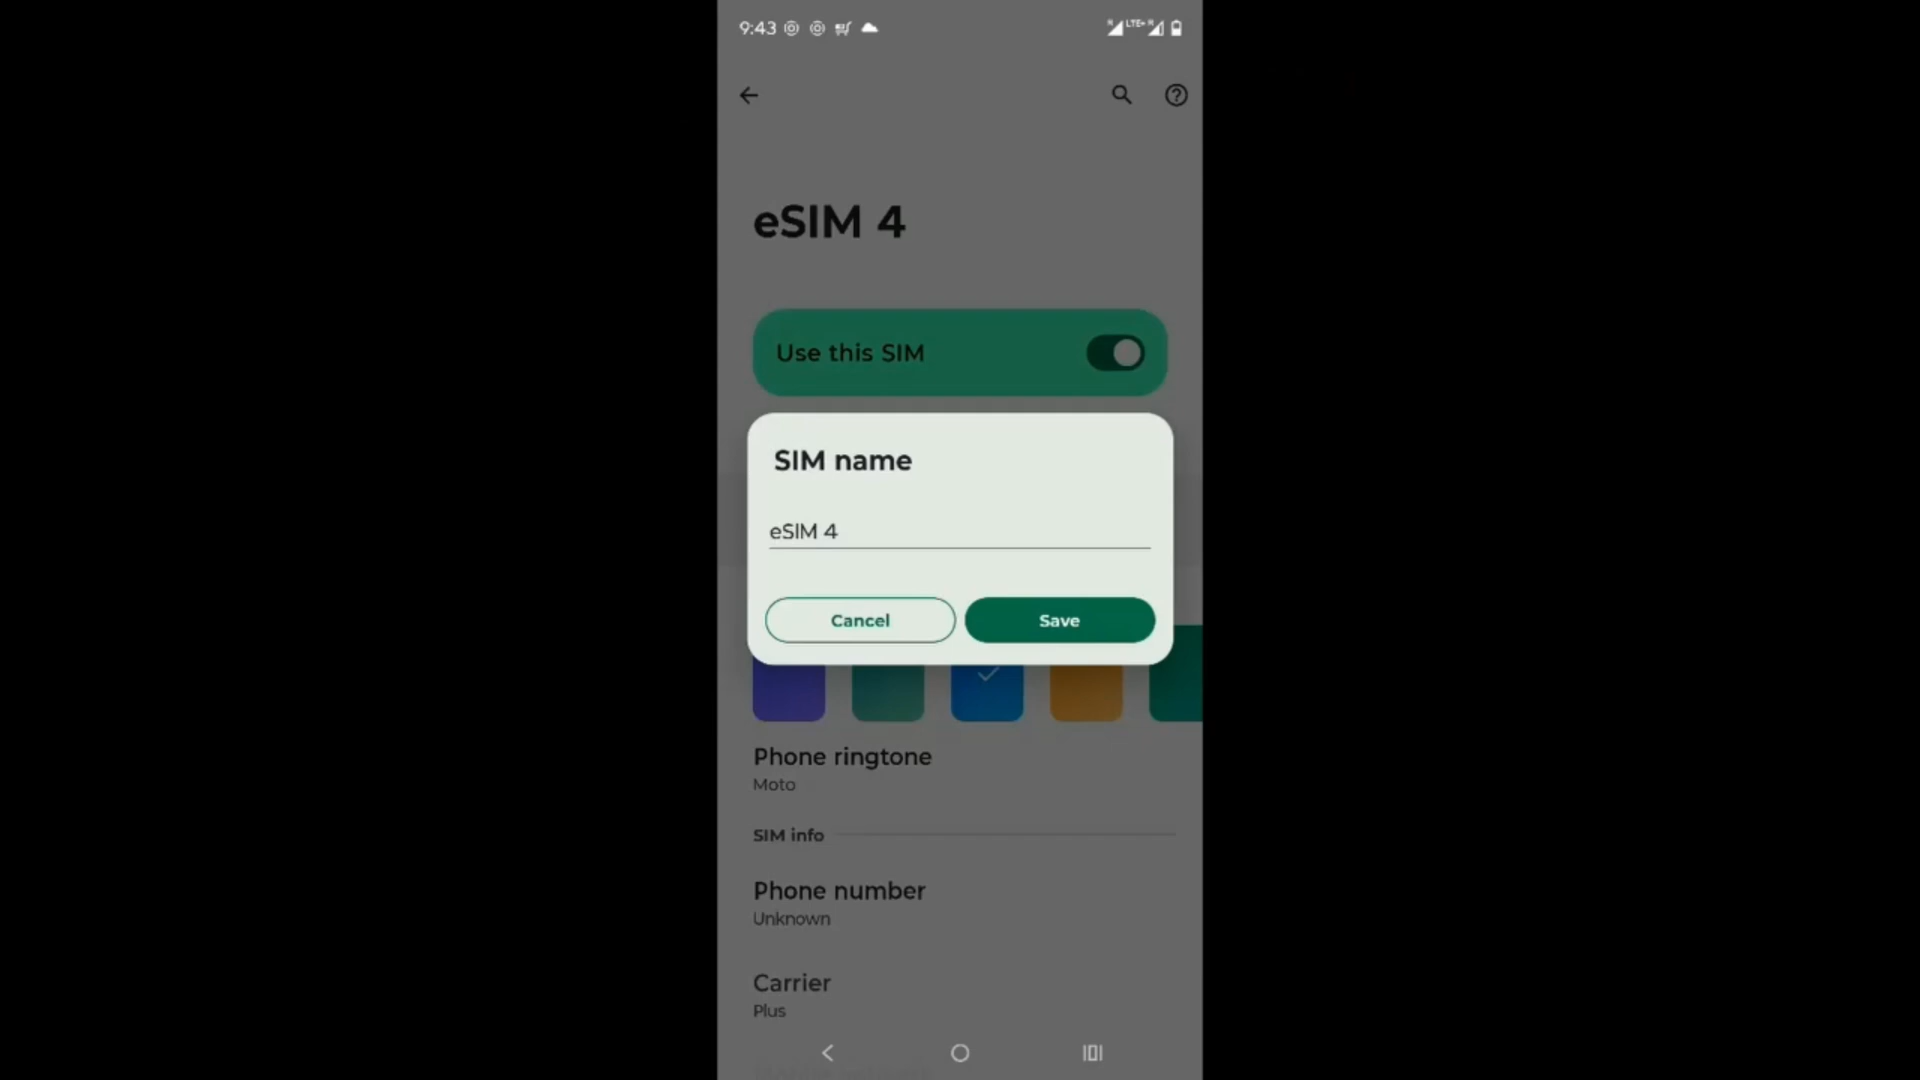 9:43
LTE+
eSIM 4
Use this SIM
SIM name
eSIM 4
Cancel
Save
Phone ringtone
Moto
SIM info
Phone number
Unknown
Carrier
Plus